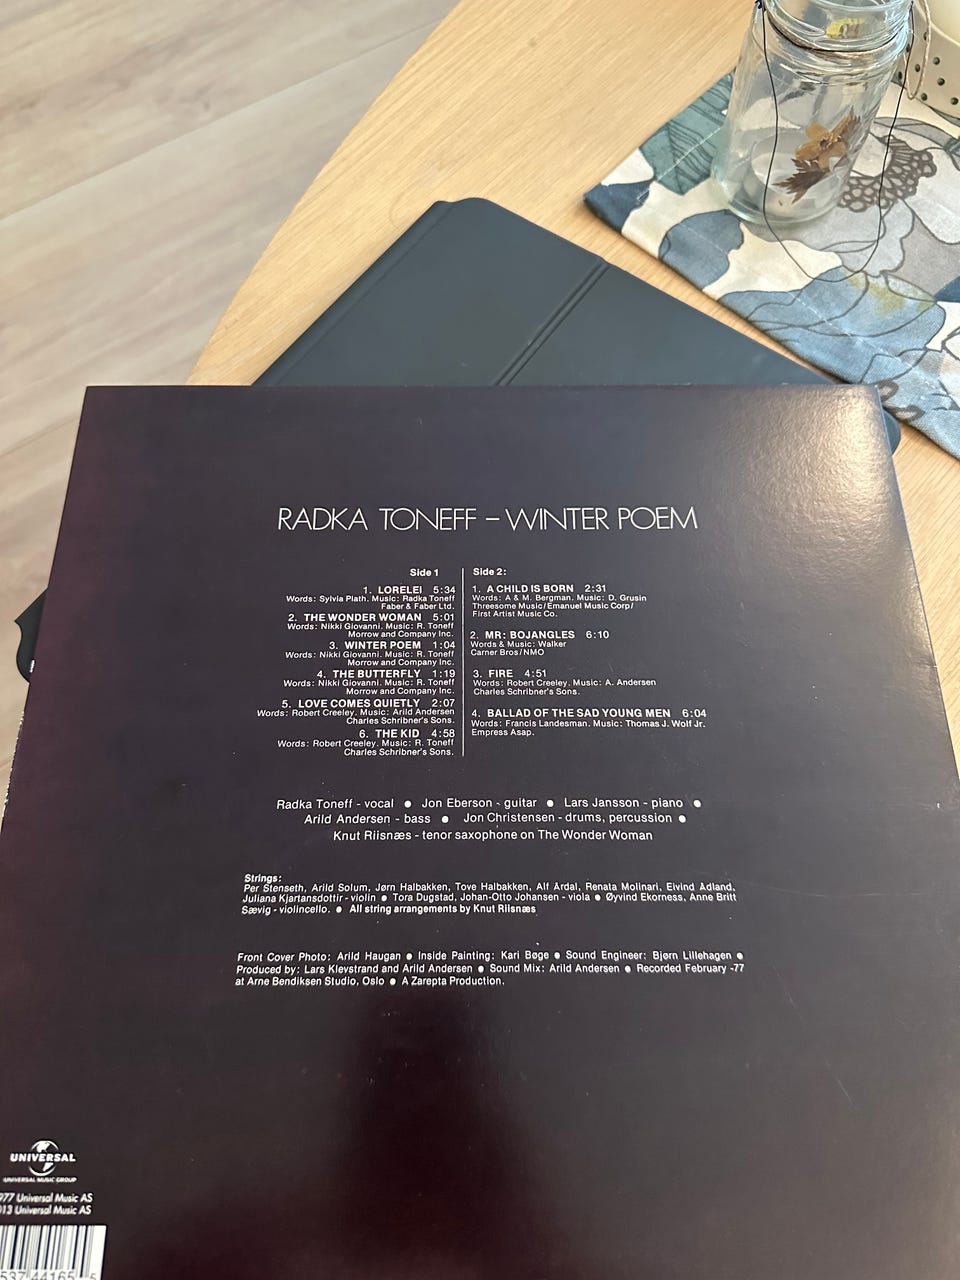 RADKA TONEFF – WINTER POEM
Side 1
1. LORELEI 5:34
Words: Sylvia Plath. Music: Radka Toneff
Faber & Faber Ltd.
2. THE WONDER WOMAN 5:01
Words: Nikki Giovanni. Music: R. Toneff
Morrow and Company Inc.
3. WINTER POEM 1:04
Words: Nikki Giovanni. Music: R. Toneff
Morrow and Company Inc.
4. THE BUTTERFLY 1:19
Words: Nikki Giovanni. Music: R. Toneff
Morrow and Company Inc.
5. LOVE COMES QUIETLY 2:07
Words: Robert Creeley. Music: Arild Andersen
Charles Schribner's Sons.
6. THE KID 4:58
Words: Robert Creeley. Music: R. Toneff
Charles Schribner's Sons.
Side 2:
1. A CHILD IS BORN 2:31
Words: A & M. Bergman. Music: D. Grusin
Threesome Music/Emanuel Music Corp/
First Artist Music Co.
2. MR: BOJANGLES 6:10
Words & Music: Walker
Carner Bros/NMO
3. FIRE 4:51
Words: Robert Creeley. Music: A. Andersen
Charles Schribner's Sons.
4. BALLAD OF THE SAD YOUNG MEN 6:04
Words: Francis Landesman. Music: Thomas J. Wolf Jr.
Empress Asap.
Radka Toneff - vocal ● Jon Eberson - guitar ● Lars Jansson - piano ●
Arild Andersen - bass ● Jon Christensen - drums, percussion ●
Knut Riisnæs - tenor saxophone on The Wonder Woman
Strings:
Per Stenseth, Arild Solum, Jørn Halbakken, Tove Halbakken, Alf Årdal, Renata Molinari, Eivind Adland,
Juliana Kjartansdottir - violin ● Tora Dugstad, Johan-Otto Johansen - viola ● Øyvind Ekorness, Anne Britt
Sævig - violincello. ● All string arrangements by Knut Riisnæs
Front Cover Photo: Arild Haugan ● Inside Painting: Kari Bøge ● Sound Engineer: Bjørn Lillehagen ●
Produced by: Lars Klevstrand and Arild Andersen ● Sound Mix: Arild Andersen ● Recorded February -77
at Arne Bendiksen Studio, Oslo ● A Zarepta Production.
UNIVERSAL
UNIVERSAL MUSIC GROUP
977 Universal Music AS
013 Universal Music AS
537 44165 5